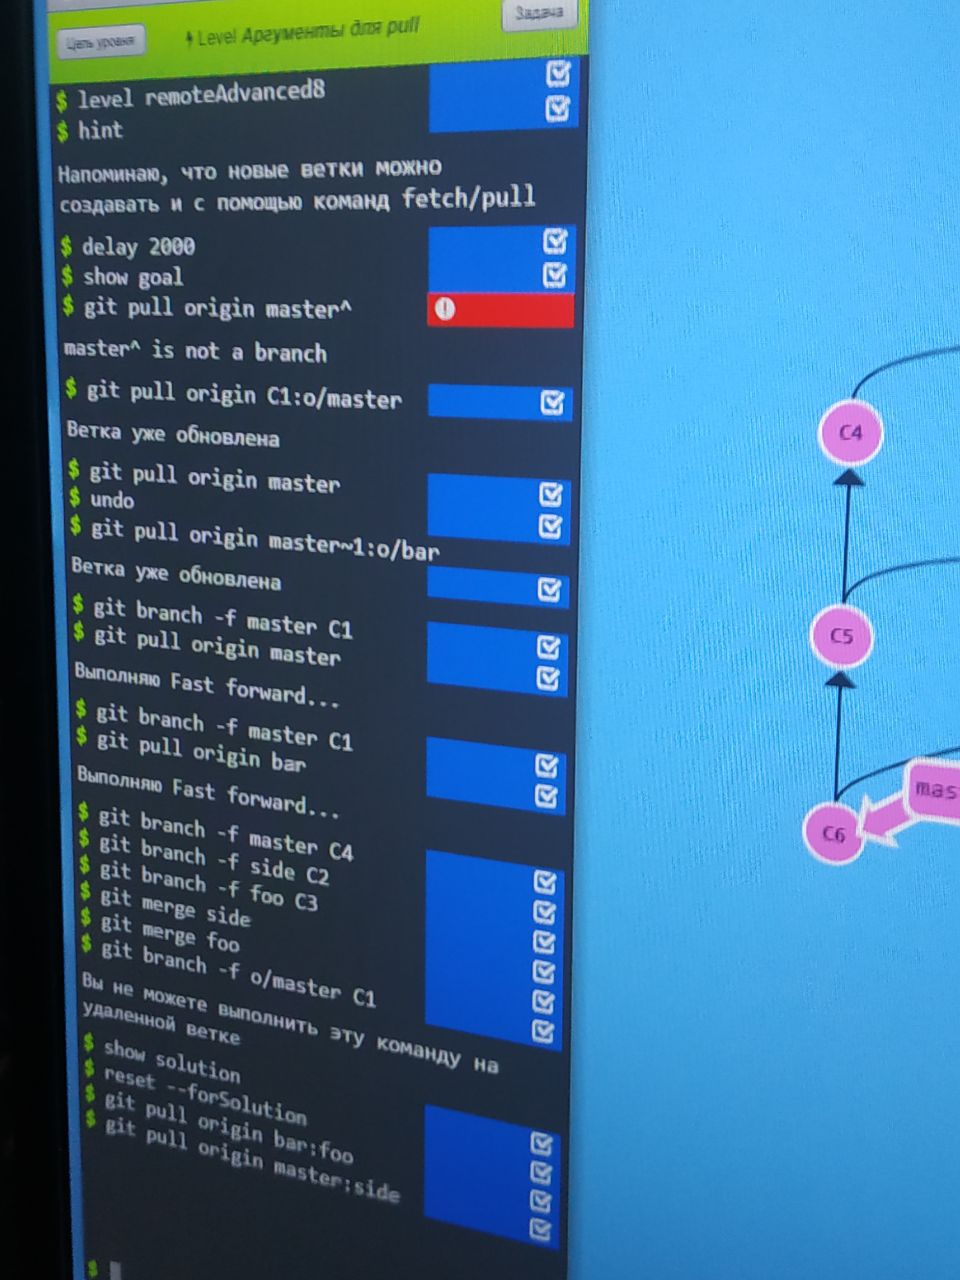 Цель уровня
Level Аргументы для pull
Задача
$ level remoteAdvanced8
$ hint
Напоминаю, что новые ветки можно
создавать и с помощью команд fetch/pull
$ delay 2000
$ show goal
$ git pull origin master^
master^ is not a branch
$ git pull origin C1:o/master
Ветка уже обновлена
$ git pull origin master
$ undo
$ git pull origin master~1:o/bar
Ветка уже обновлена
$ git branch -f master C1
$ git pull origin master
Выполняю Fast forward...
$ git branch -f master C1
$ git pull origin bar
Выполняю Fast forward...
$ git branch -f master C4
$ git branch -f side C2
$ git branch -f foo C3
$ git merge side
$ git merge foo
$ git branch -f o/master C1
Вы не можете выполнить эту команду на
удаленной ветке
$ show solution
$ reset --forSolution
$ git pull origin bar:foo
$ git pull origin master:side
$
C4
C5
mas
C6